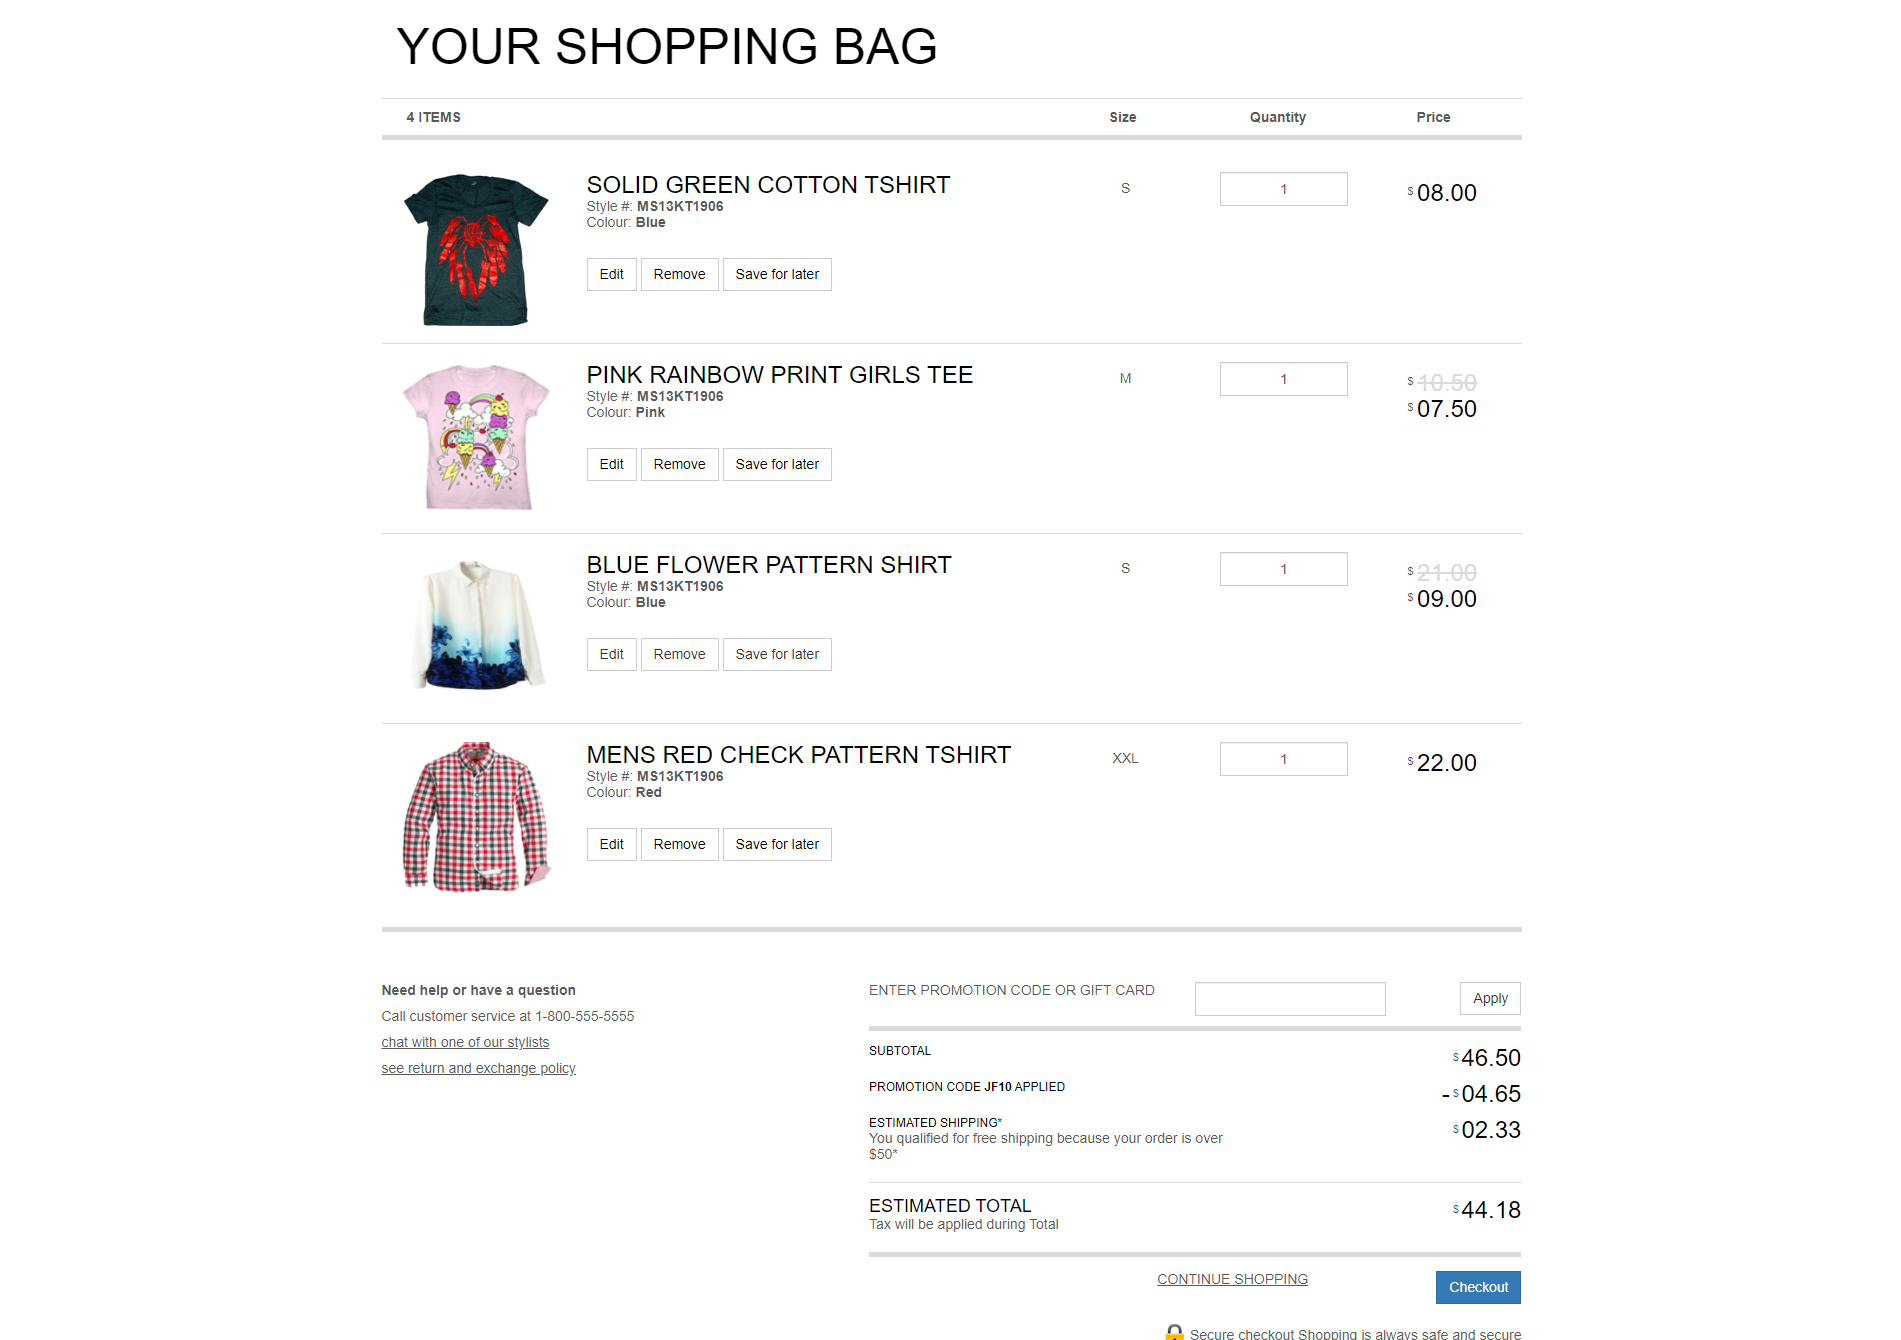 YOUR SHOPPING BAG
4 ITEMS Size Quantity Price
SOLID GREEN COTTON TSHIRT S 1 $ 08.00
Style #: MS13KT1906
Colour: Blue
Edit Remove Save for later
PINK RAINBOW PRINT GIRLS TEE M 1 $ 10.50
Style #: MS13KT1906
Colour: Pink $ 07.50
Edit Remove Save for later
BLUE FLOWER PATTERN SHIRT S 1 $ 21.00
Style #: MS13KT1906
Colour: Blue $ 09.00
Edit Remove Save for later
MENS RED CHECK PATTERN TSHIRT XXL 1 $ 22.00
Style #: MS13KT1906
Colour: Red
Edit Remove Save for later
Need help or have a question
Call customer service at 1-800-555-5555
chat with one of our stylists
see return and exchange policy
ENTER PROMOTION CODE OR GIFT CARD Apply
SUBTOTAL $ 46.50
PROMOTION CODE JF10 APPLIED - $ 04.65
ESTIMATED SHIPPING* $ 02.33
You qualified for free shipping because your order is over
$50*
ESTIMATED TOTAL $ 44.18
Tax will be applied during Total
CONTINUE SHOPPING Checkout
Secure checkout Shopping is always safe and secure